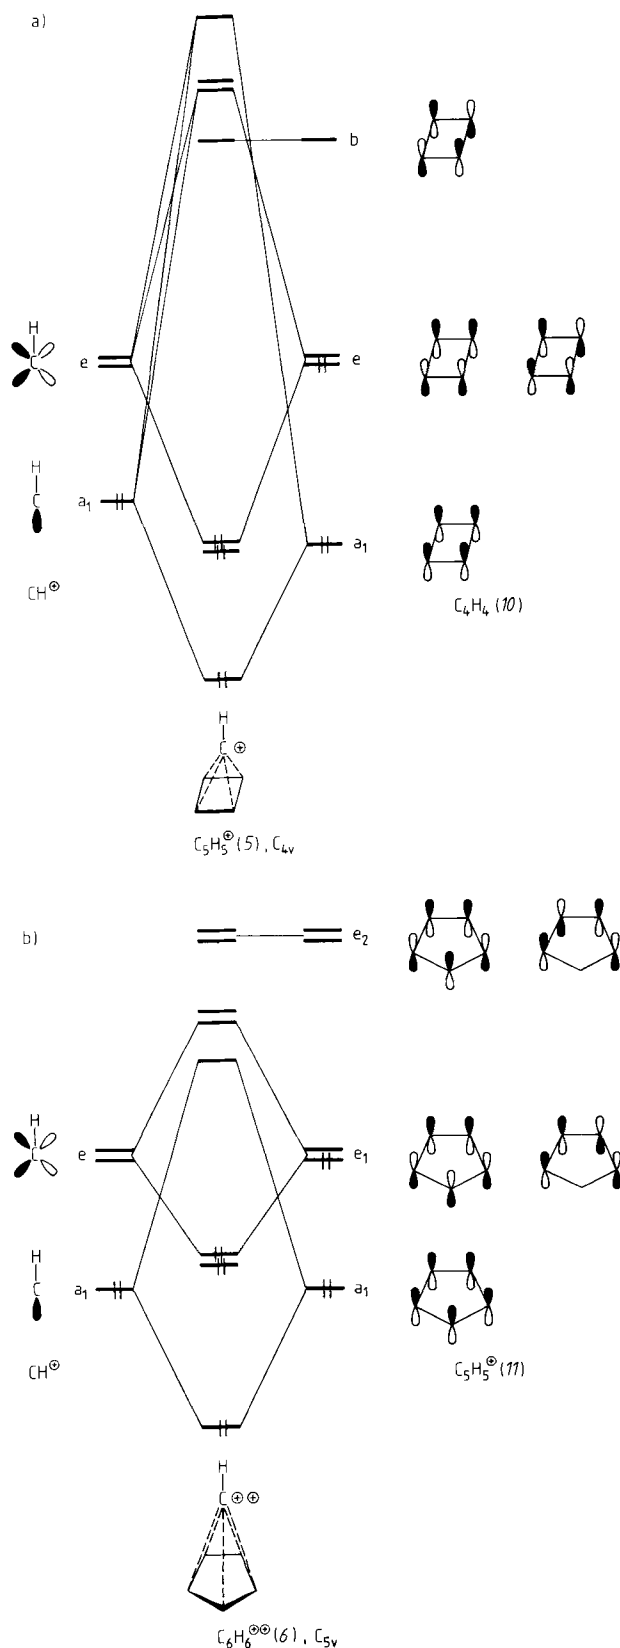 a)
b
H
C
e
e
H
C
a₁
a₁
CH⊕
C₄H₄ (10)
H
C ⊕
C₅H₅⊕ (5), C₄ᵥ
b)
e₂
H
C
e
e₁
H
C
a₁
a₁
CH⊕
C₅H₅⊕ (11)
H
C⊕⊕
C₆H₆⊕⊕ (6), C₅ᵥ